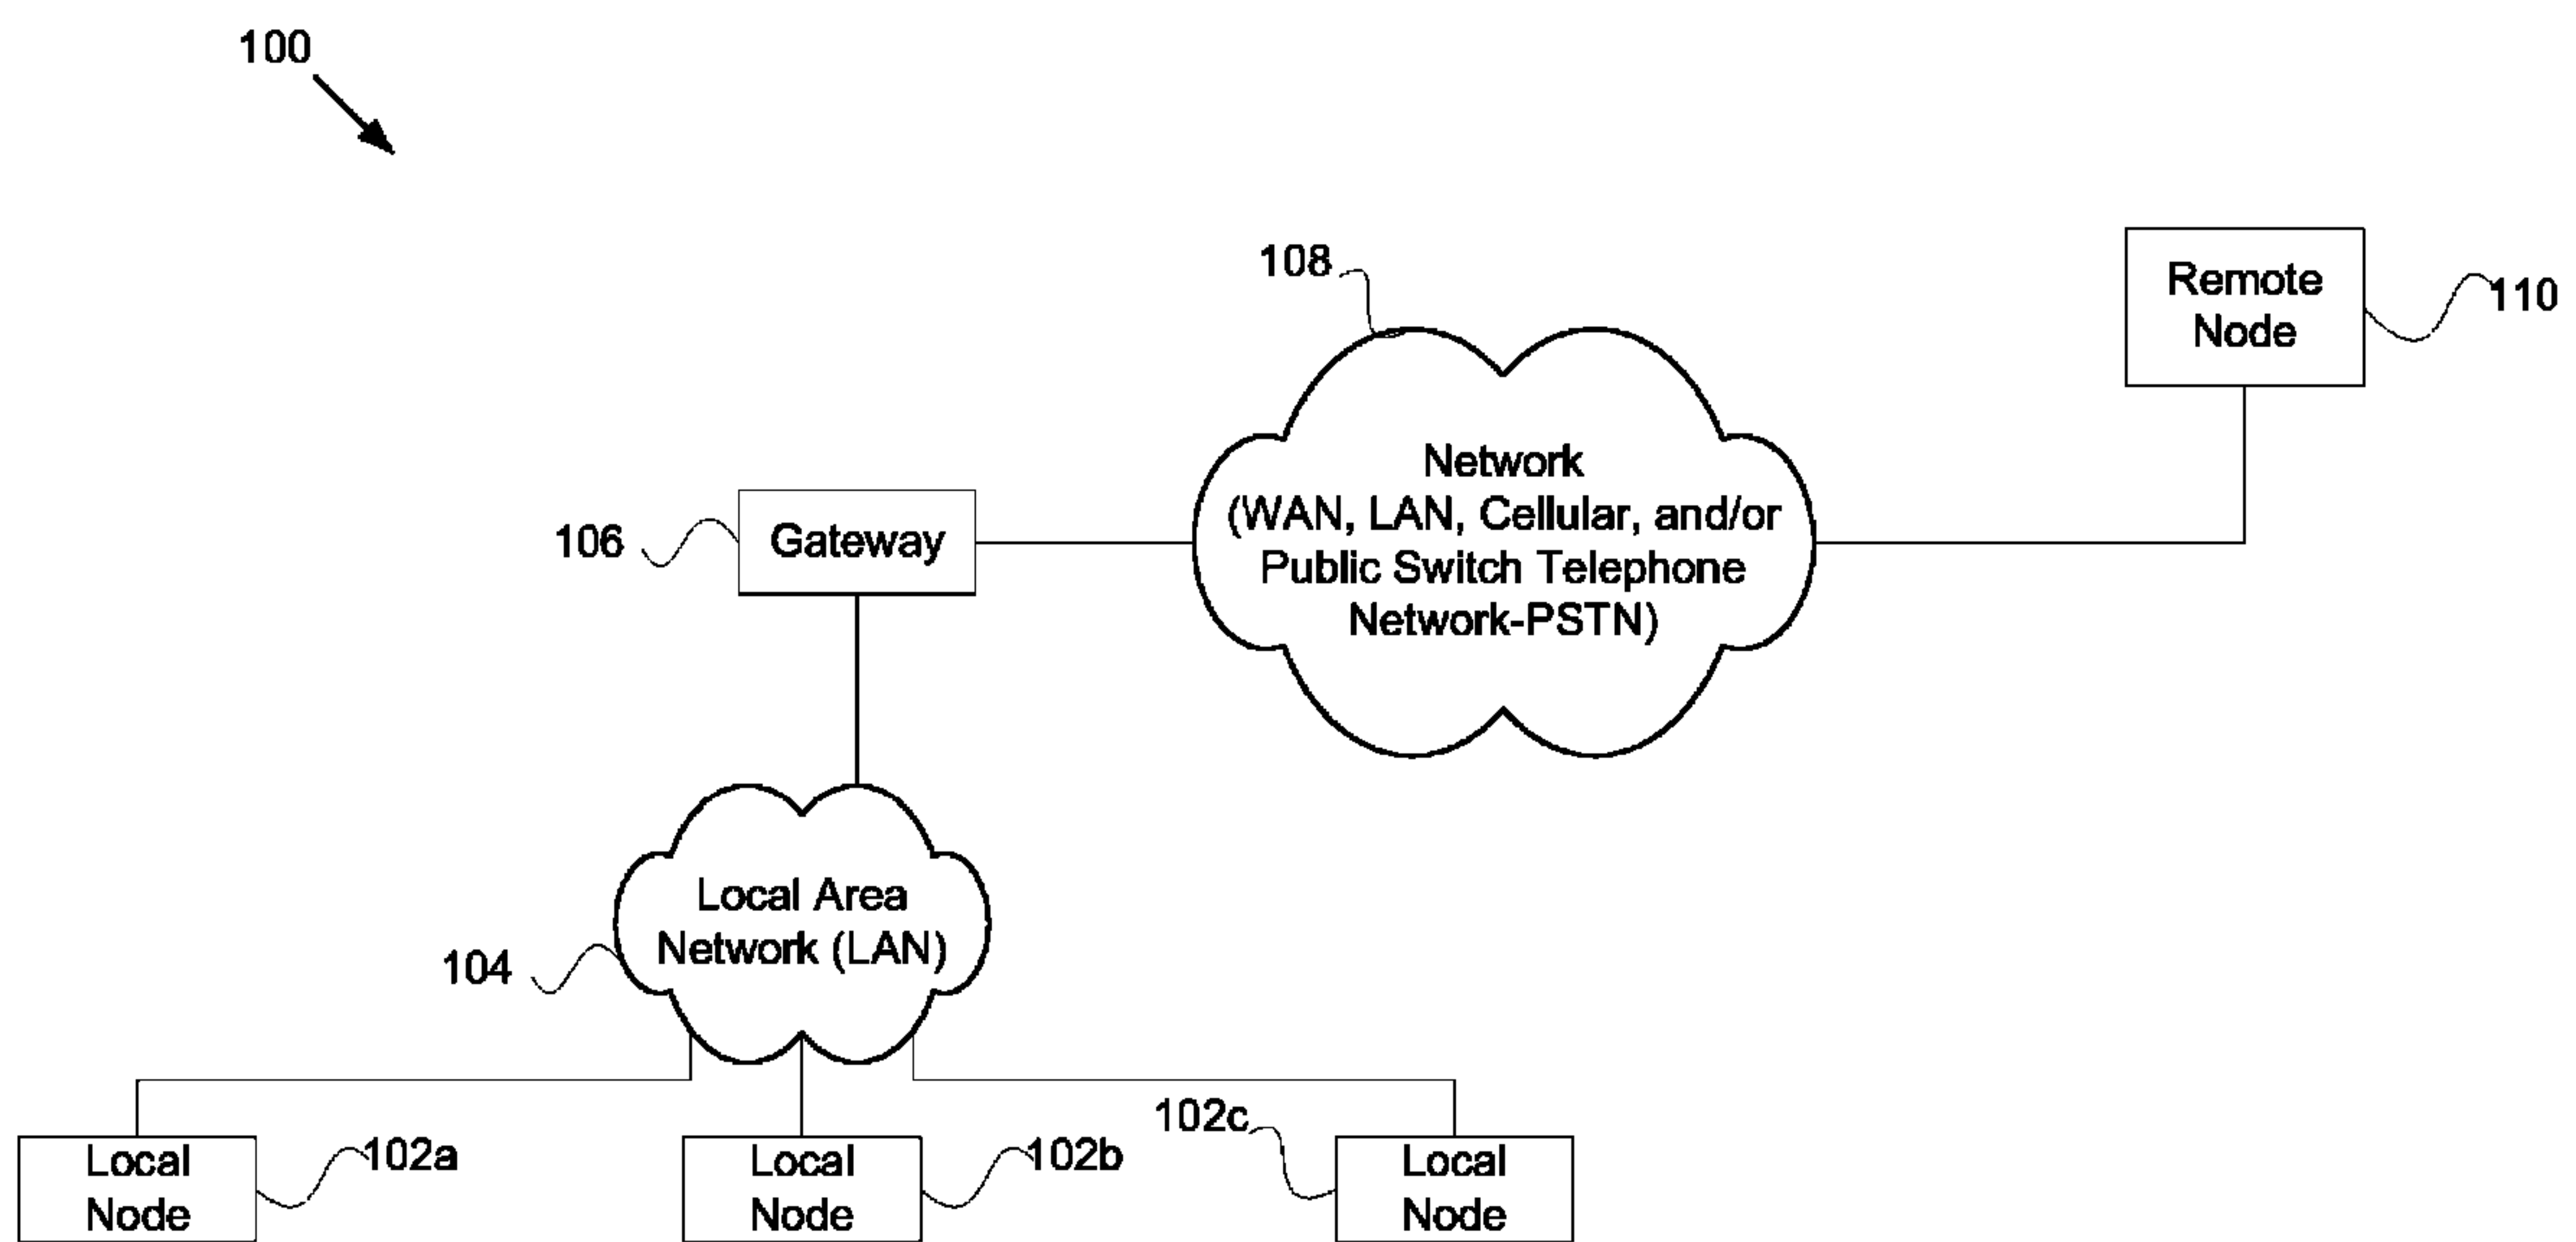 100
108
Remote
Node
110
Network
(WAN, LAN, Cellular, and/or
Public Switch Telephone
Network-PSTN)
106
Gateway
Local Area
Network (LAN)
104
Local
Node
102a
Local
Node
102b
102c
Local
Node